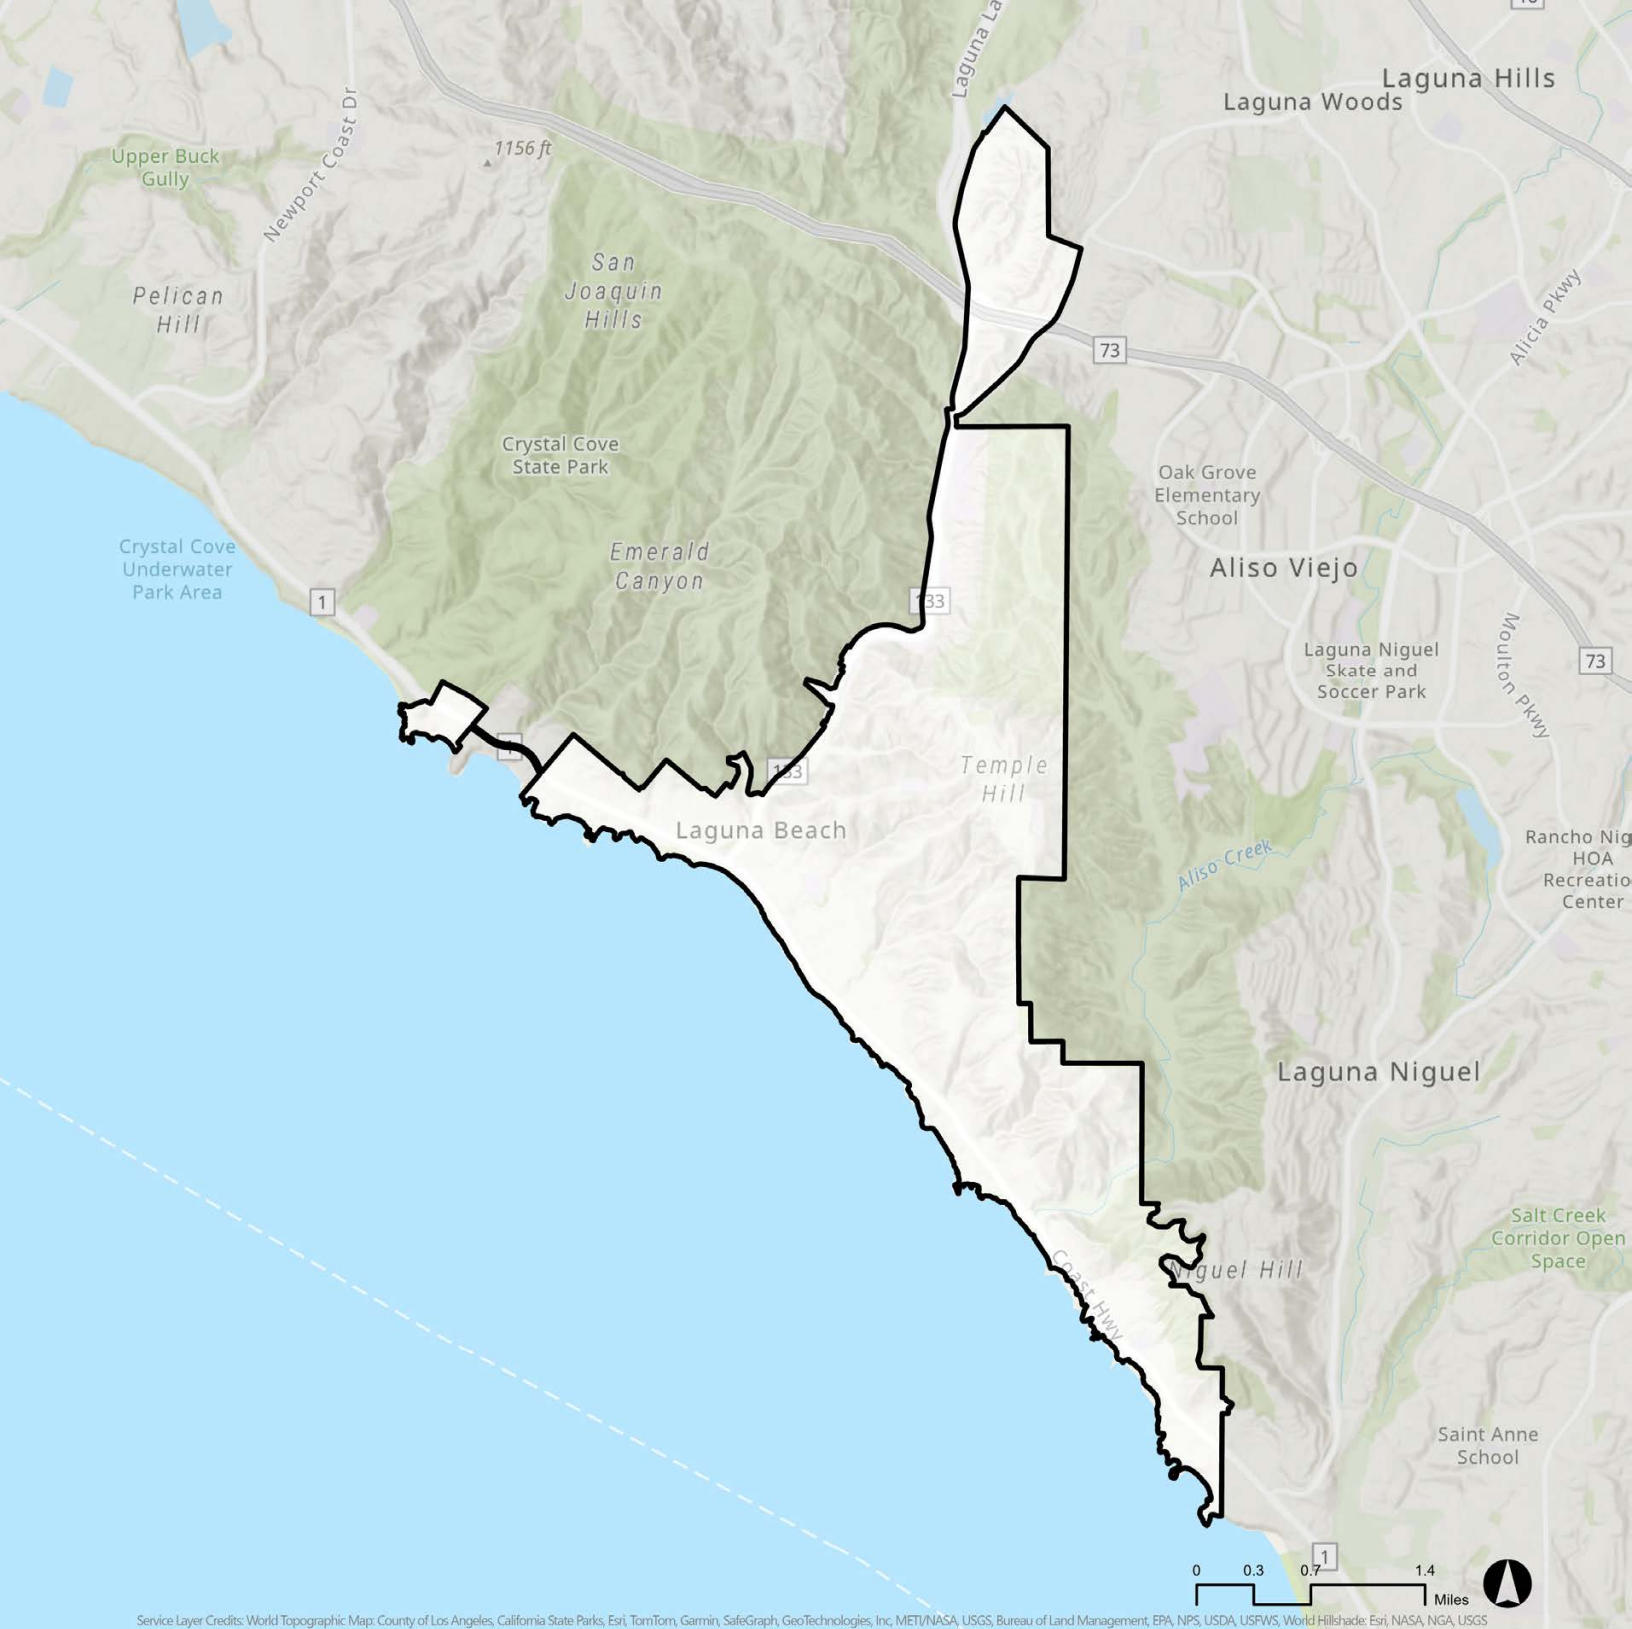 Laguna La
Laguna Hills
Laguna Woods
Newport Coast Dr
1156 ft
Upper Buck
Gully
San
Joaquin
Hills
Pelican
Hill
Alicia Pkwy
73
Crystal Cove
State Park
Oak Grove
Elementary
School
Crystal Cove
Underwater
Park Area
Emerald
Canyon
Aliso Viejo
1
133
Moulton Pkwy
Laguna Niguel
Skate and
Soccer Park
73
1
133
Temple
Hill
Laguna Beach
Aliso Creek
Rancho Nig
HOA
Recreatio
Center
Laguna Niguel
Salt Creek
Corridor Open
Space
Niguel Hill
Coast Hwy
Saint Anne
School
1
0 0.3 0.7 1.4
Miles
Service Layer Credits: World Topographic Map: County of Los Angeles, California State Parks, Esri, TomTom, Garmin, SafeGraph, GeoTechnologies, Inc, METI/NASA, USGS, Bureau of Land Management, EPA, NPS, USDA, USFWS, World Hillshade: Esri, NASA, NGA, USGS